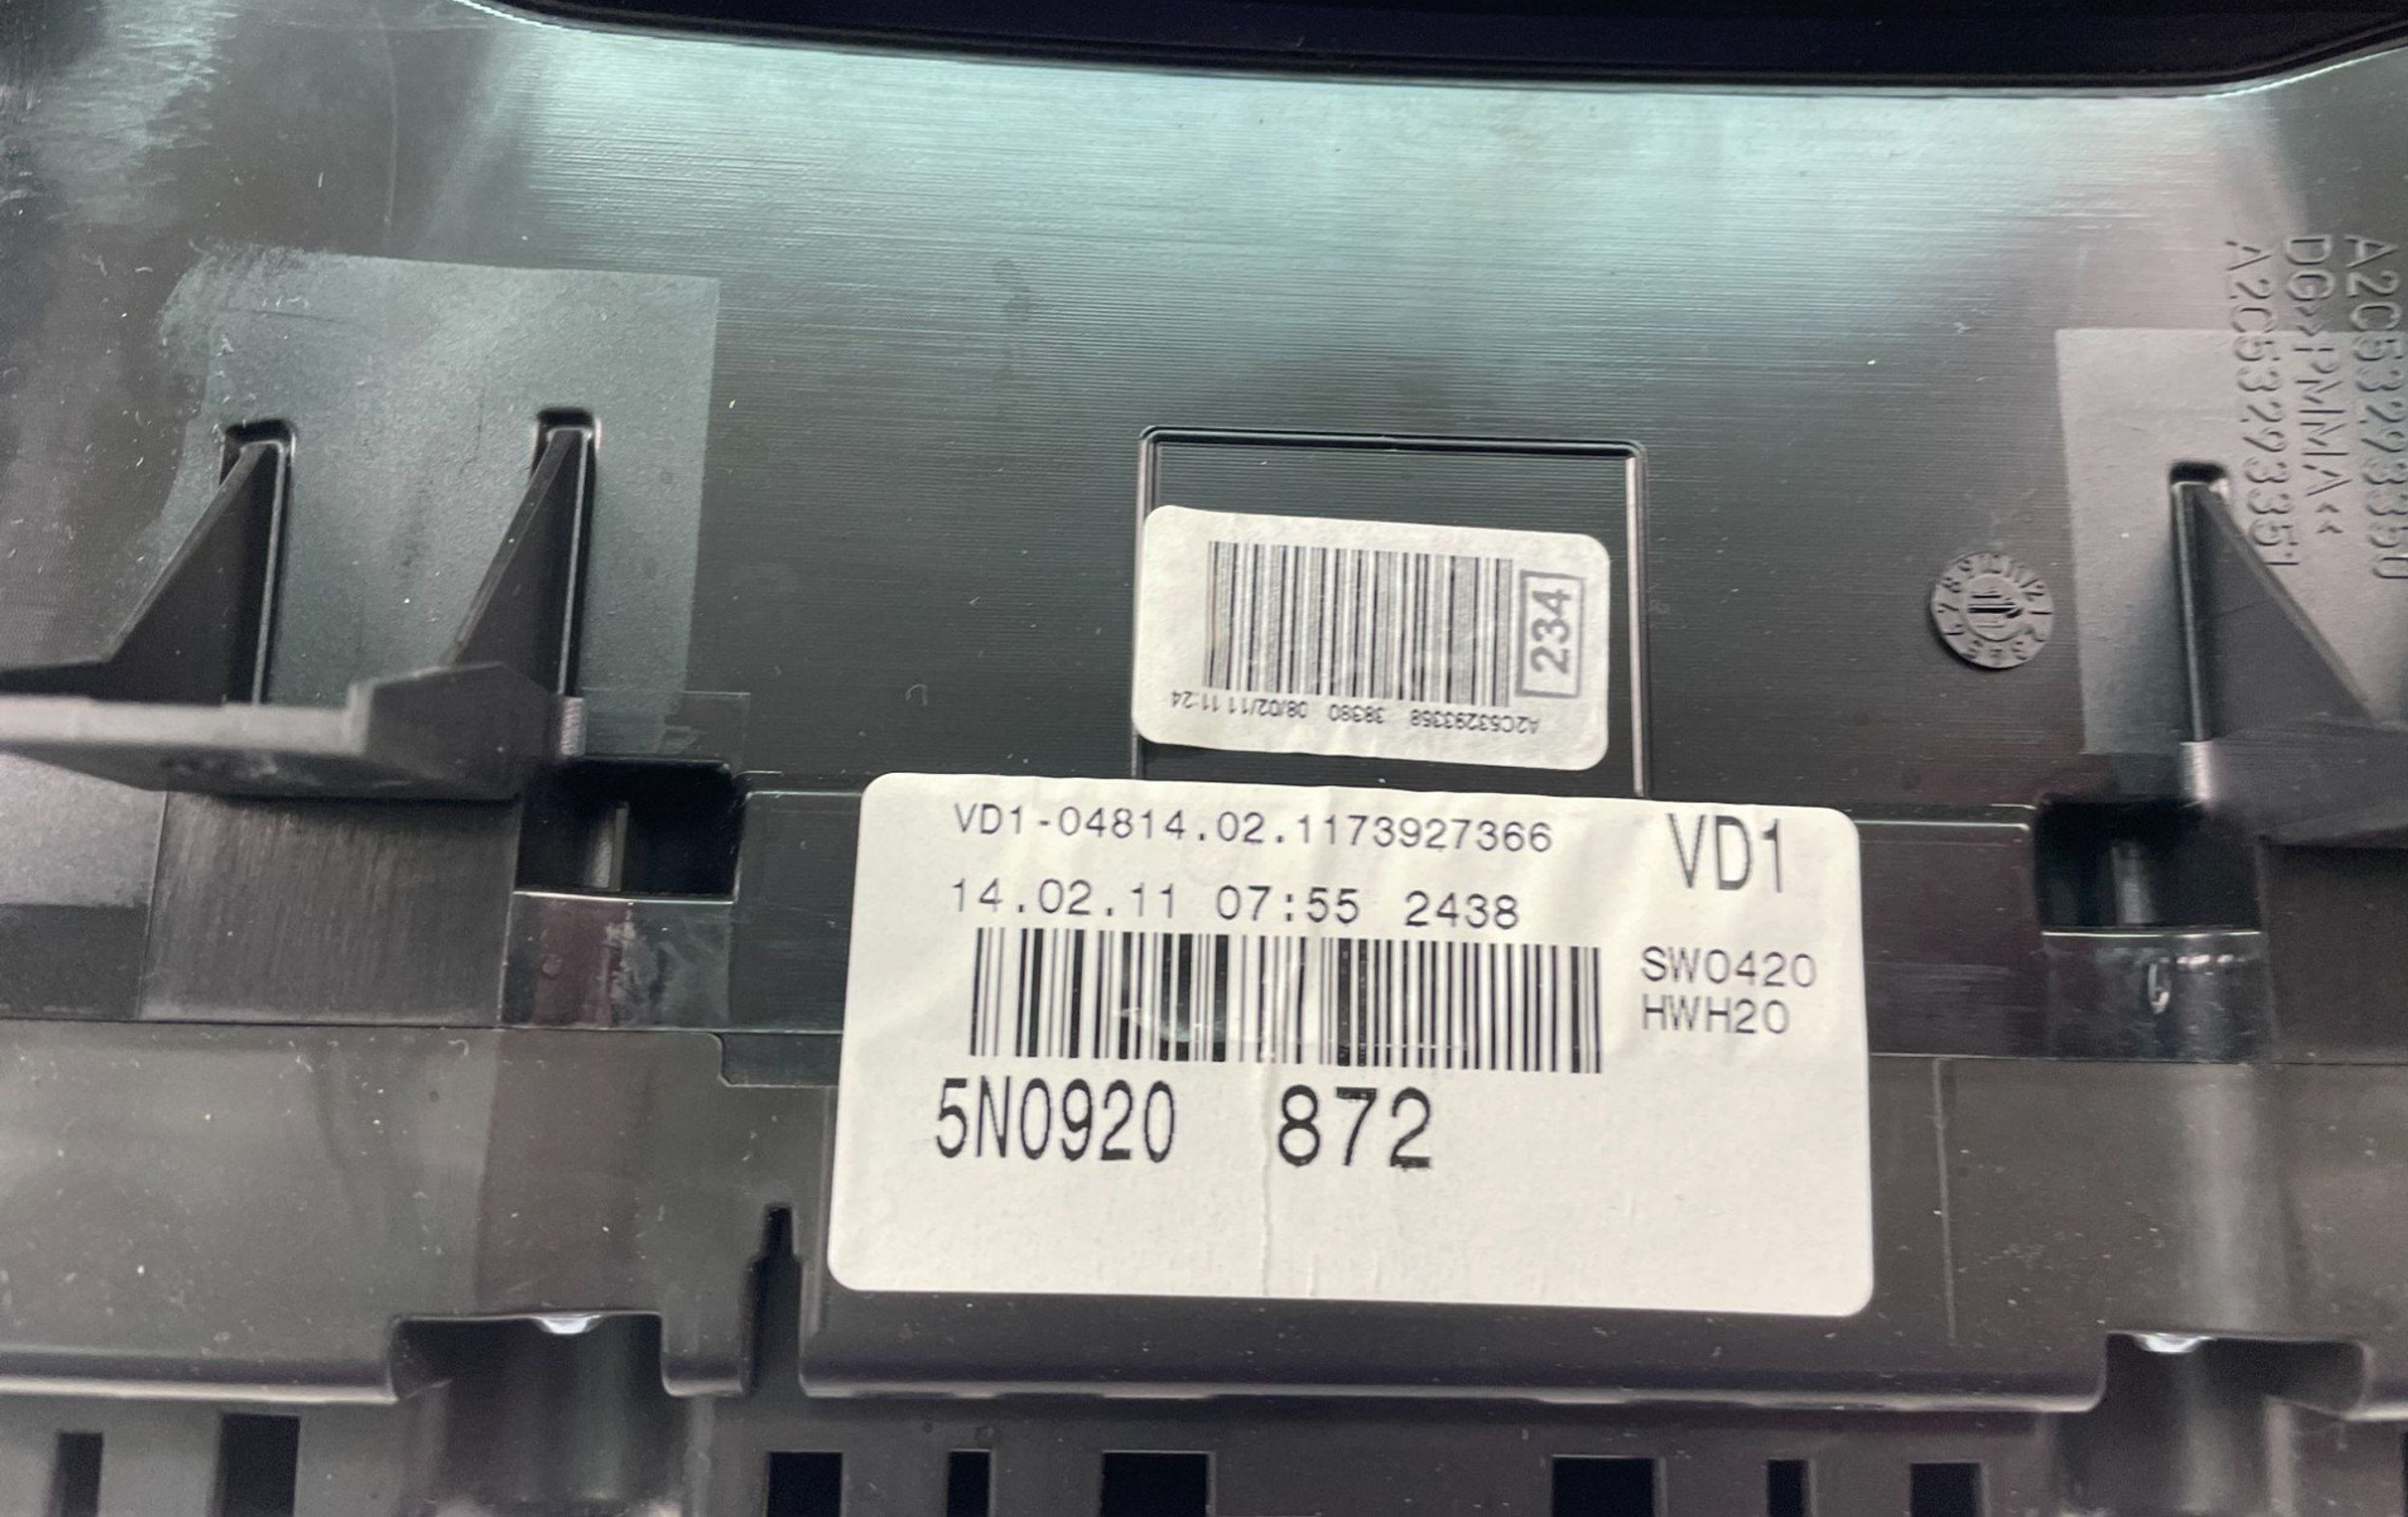 A2C53293350
DG>>PMMA<<
A2C53293351
234
A2C53293358 38380 08/02/11 11:24
VD1-04814.02.1173927366
VD1
14.02.11 07:55 2438
SW0420
HWH20
5N0920 872